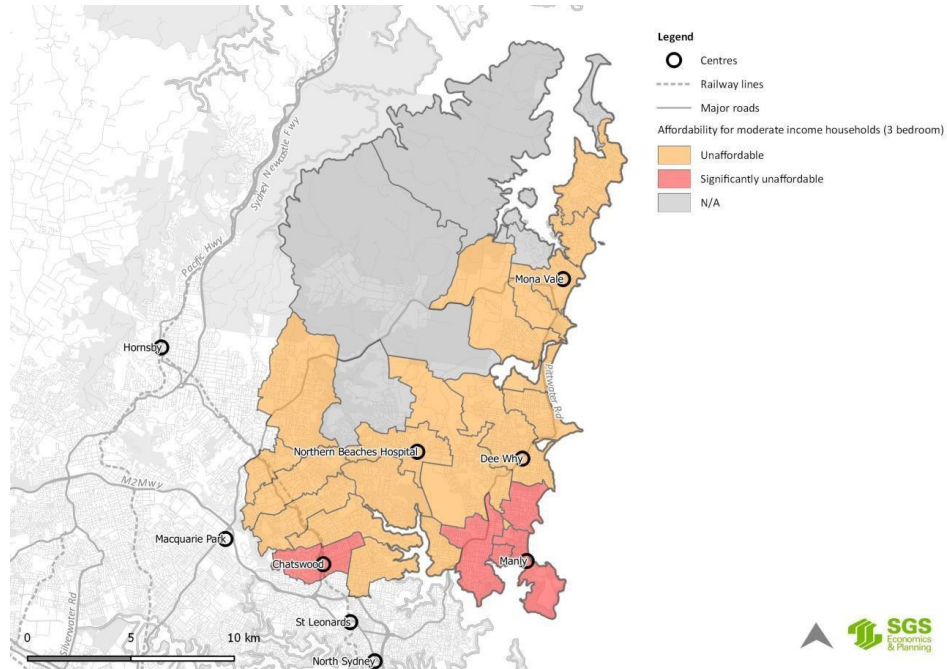 Legend
Centres
Railway lines
Major roads
Affordability for moderate income households (3 bedroom)
Unaffordable
Significantly unaffordable
N/A
Sydney Newcastle Fwy
Pacific Hwy
Mona Vale
Hornsby
Pittwater Rd
Northern Beaches Hospital
Dee Why
M2Mwy
Macquarie Park
Chatswood
Manly
Silverwater Rd
St Leonards
0 5 10 km
North Sydney
SGS
Economics
& Planning